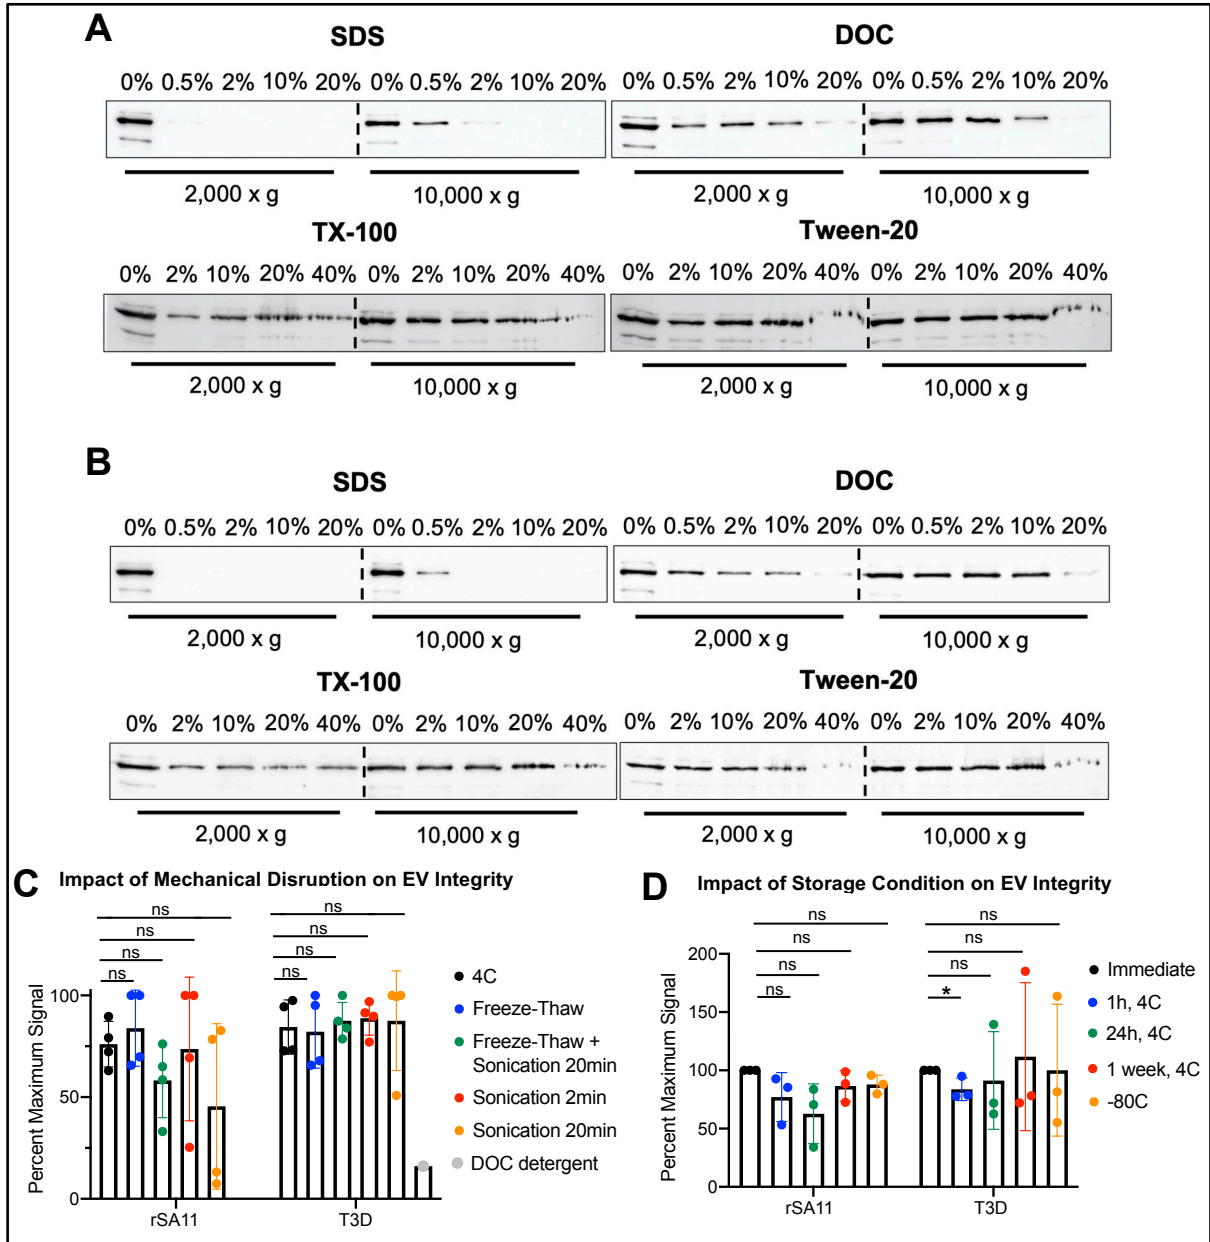 A
SDS DOC
0% 0.5% 2% 10% 20% 0% 0.5% 2% 10% 20% 0% 0.5% 2% 10% 20% 0% 0.5% 2% 10% 20%
2,000 x g 10,000 x g 2,000 x g 10,000 x g
TX-100 Tween-20
0% 2% 10% 20% 40% 0% 2% 10% 20% 40% 0% 2% 10% 20% 40% 0% 2% 10% 20% 40%
2,000 x g 10,000 x g 2,000 x g 10,000 x g
B
SDS DOC
0% 0.5% 2% 10% 20% 0% 0.5% 2% 10% 20% 0% 0.5% 2% 10% 20% 0% 0.5% 2% 10% 20%
2,000 x g 10,000 x g 2,000 x g 10,000 x g
TX-100 Tween-20
0% 2% 10% 20% 40% 0% 2% 10% 20% 40% 0% 2% 10% 20% 40% 0% 2% 10% 20% 40%
2,000 x g 10,000 x g 2,000 x g 10,000 x g
C Impact of Mechanical Disruption on EV Integrity
ns ns
ns ns
ns ns
ns ns
Percent Maximum Signal
100
50
0
rSA11 T3D
4C
Freeze-Thaw
Freeze-Thaw +
Sonication 20min
Sonication 2min
Sonication 20min
DOC detergent
D Impact of Storage Condition on EV Integrity
ns ns
ns ns
ns ns
ns *
Percent Maximum Signal
200
150
100
50
0
rSA11 T3D
Immediate
1h, 4C
24h, 4C
1 week, 4C
-80C